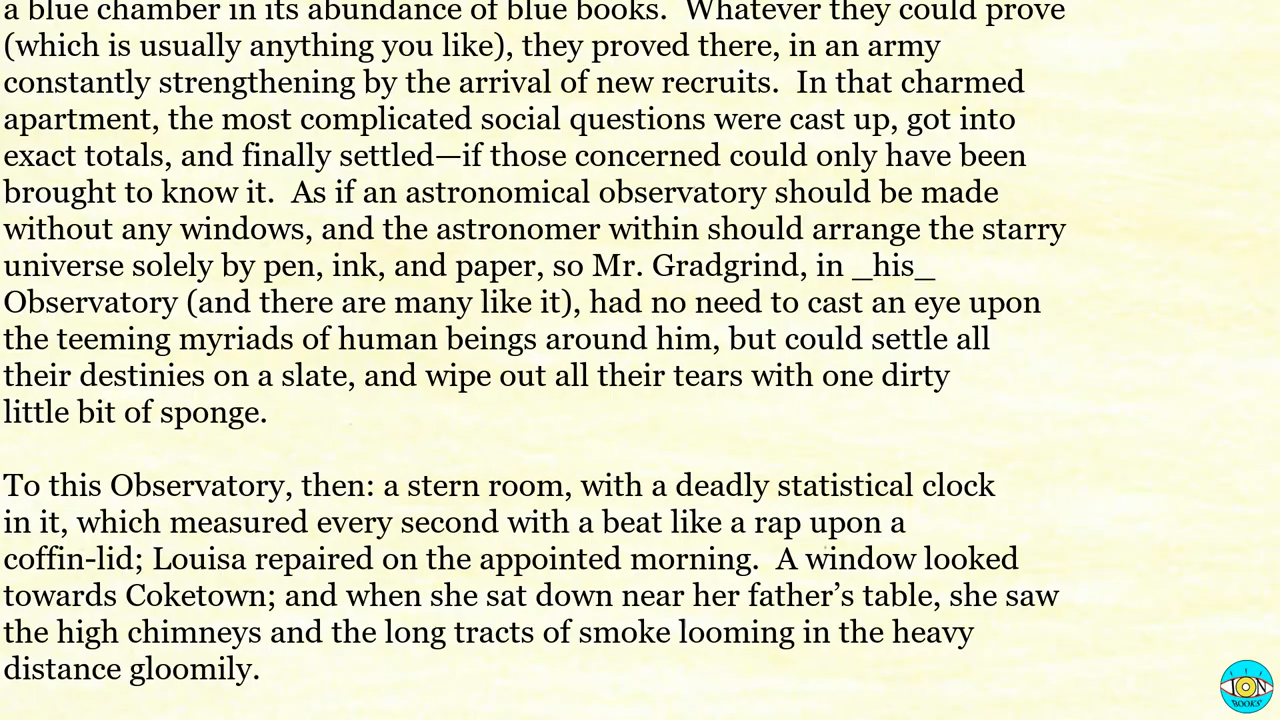 a blue chamber in its abundance of blue books.  Whatever they could prove
(which is usually anything you like), they proved there, in an army
constantly strengthening by the arrival of new recruits.  In that charmed
apartment, the most complicated social questions were cast up, got into
exact totals, and finally settled—if those concerned could only have been
brought to know it.  As if an astronomical observatory should be made
without any windows, and the astronomer within should arrange the starry
universe solely by pen, ink, and paper, so Mr. Gradgrind, in _his_
Observatory (and there are many like it), had no need to cast an eye upon
the teeming myriads of human beings around him, but could settle all
their destinies on a slate, and wipe out all their tears with one dirty
little bit of sponge.

To this Observatory, then: a stern room, with a deadly statistical clock
in it, which measured every second with a beat like a rap upon a
coffin-lid; Louisa repaired on the appointed morning.  A window looked
towards Coketown; and when she sat down near her father’s table, she saw
the high chimneys and the long tracts of smoke looming in the heavy
distance gloomily.
ION
BOOKS